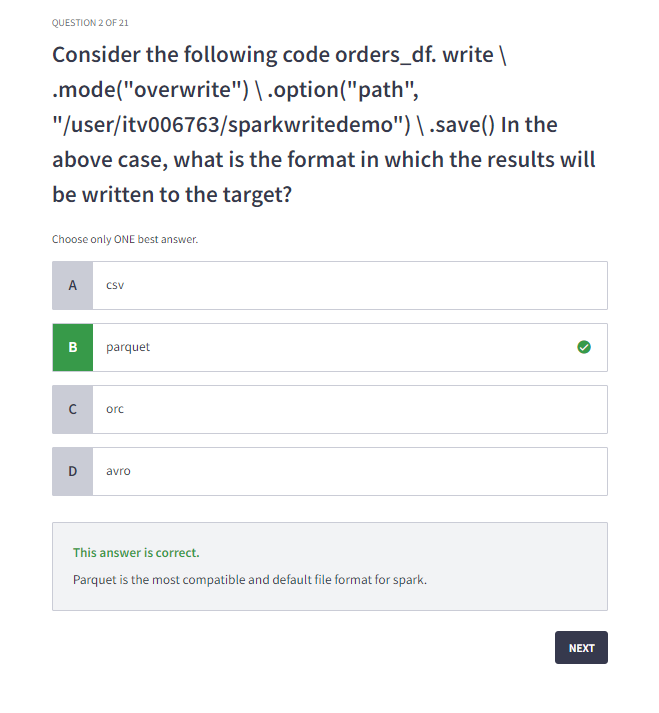 QUESTION 2 OF 21
Consider the following code orders_df. write \
.mode("overwrite") \ .option("path",
"/user/itv006763/sparkwritedemo") \ .save() In the
above case, what is the format in which the results will
be written to the target?
Choose only ONE best answer.
A csv
B parquet
C orc
D avro
This answer is correct.
Parquet is the most compatible and default file format for spark.
NEXT